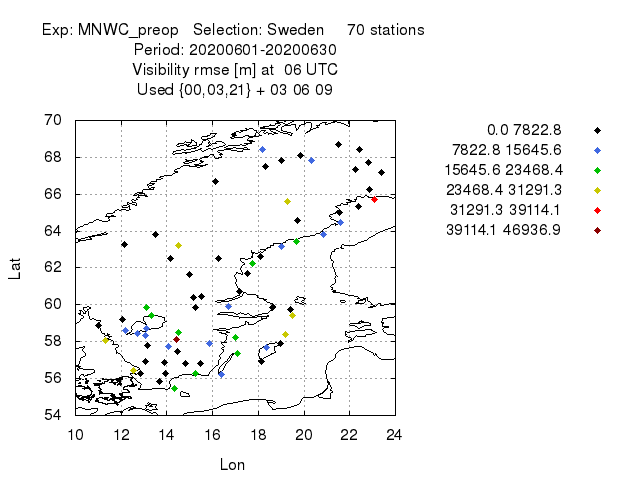 Exp: MNWC_preop Selection: Sweden 70 stations
Period: 20200601-20200630
Visibility rmse [m] at 06 UTC
Used {00,03,21} + 03 06 09
0.0 7822.8
7822.8 15645.6
15645.6 23468.4
23468.4 31291.3
31291.3 39114.1
39114.1 46936.9
70
68
66
64
62
60
58
56
54
Lat
10 12 14 16 18 20 22 24
Lon